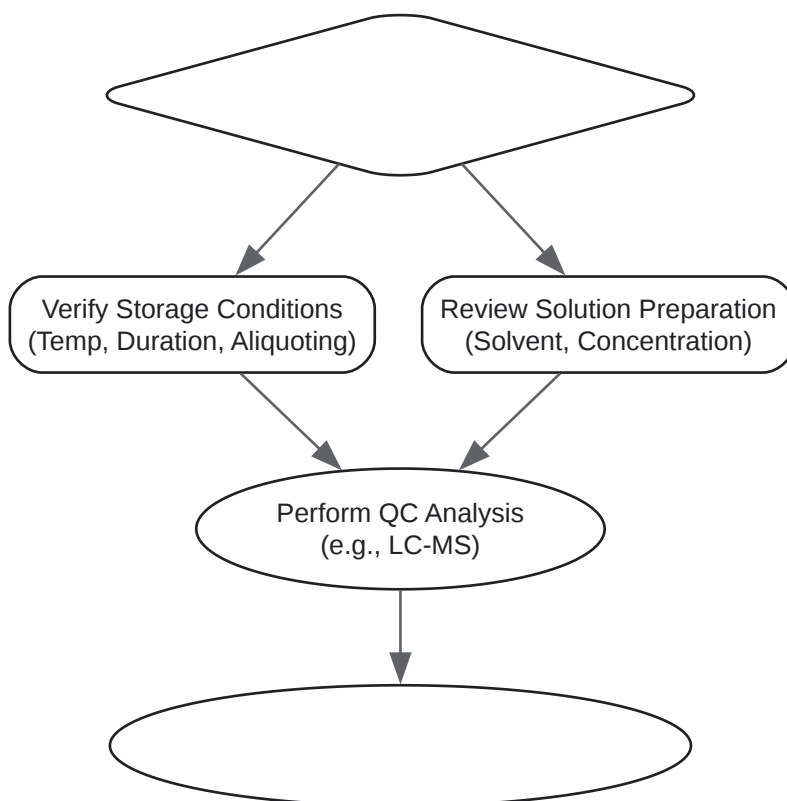 Verify Storage Conditions
(Temp, Duration, Aliquoting)
Review Solution Preparation
(Solvent, Concentration)
Perform QC Analysis
(e.g., LC-MS)